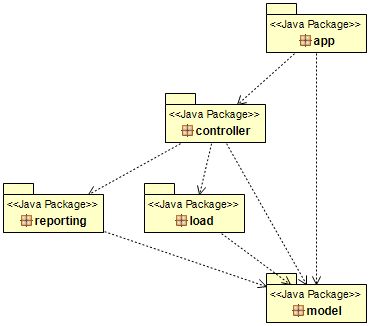 <<Java Package>>
app
<<Java Package>>
controller
<<Java Package>>
reporting
<<Java Package>>
load
<<Java Package>>
model